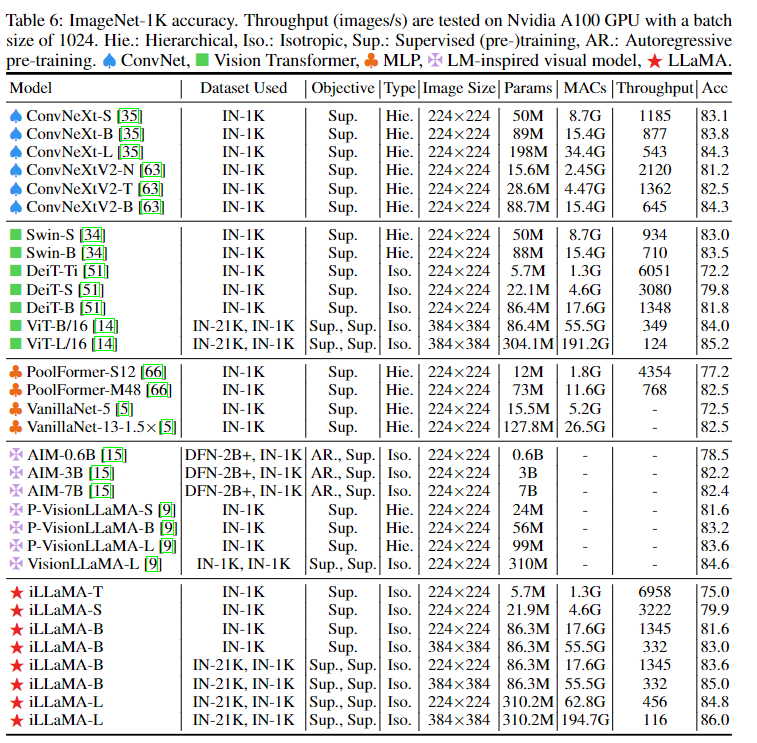 Table 6: ImageNet-1K accuracy. Throughput (images/s) are tested on Nvidia A100 GPU with a batch
size of 1024. Hie.: Hierarchical, Iso.: Isotropic, Sup.: Supervised (pre-)training, AR.: Autoregressive
pre-training. ♠ ConvNet, ■ Vision Transformer, ♣ MLP, ✠ LM-inspired visual model, ★ LLaMA.
Model Dataset Used Objective Type Image Size Params MACs Throughput Acc
♠ ConvNeXt-S [35] IN-1K Sup. Hie. 224×224 50M 8.7G 1185 83.1
♠ ConvNeXt-B [35] IN-1K Sup. Hie. 224×224 89M 15.4G 877 83.8
♠ ConvNeXt-L [35] IN-1K Sup. Hie. 224×224 198M 34.4G 543 84.3
♠ ConvNeXtV2-N [63] IN-1K Sup. Hie. 224×224 15.6M 2.45G 2120 81.2
♠ ConvNeXtV2-T [63] IN-1K Sup. Hie. 224×224 28.6M 4.47G 1362 82.5
♠ ConvNeXtV2-B [63] IN-1K Sup. Hie. 224×224 88.7M 15.4G 645 84.3
■ Swin-S [34] IN-1K Sup. Hie. 224×224 50M 8.7G 934 83.0
■ Swin-B [34] IN-1K Sup. Hie. 224×224 88M 15.4G 710 83.5
■ DeiT-Ti [51] IN-1K Sup. Iso. 224×224 5.7M 1.3G 6051 72.2
■ DeiT-S [51] IN-1K Sup. Iso. 224×224 22.1M 4.6G 3080 79.8
■ DeiT-B [51] IN-1K Sup. Iso. 224×224 86.4M 17.6G 1348 81.8
■ ViT-B/16 [14] IN-21K, IN-1K Sup., Sup. Iso. 384×384 86.4M 55.5G 349 84.0
■ ViT-L/16 [14] IN-21K, IN-1K Sup., Sup. Iso. 384×384 304.1M 191.2G 124 85.2
♣ PoolFormer-S12 [66] IN-1K Sup. Hie. 224×224 12M 1.8G 4354 77.2
♣ PoolFormer-M48 [66] IN-1K Sup. Hie. 224×224 73M 11.6G 768 82.5
♣ VanillaNet-5 [5] IN-1K Sup. Hie. 224×224 15.5M 5.2G - 72.5
♣ VanillaNet-13-1.5× [5] IN-1K Sup. Hie. 224×224 127.8M 26.5G - 82.5
✠ AIM-0.6B [15] DFN-2B+, IN-1K AR., Sup. Iso. 224×224 0.6B - - 78.5
✠ AIM-3B [15] DFN-2B+, IN-1K AR., Sup. Iso. 224×224 3B - - 82.2
✠ AIM-7B [15] DFN-2B+, IN-1K AR., Sup. Iso. 224×224 7B - - 82.4
✠ P-VisionLLaMA-S [9] IN-1K Sup. Hie. 224×224 24M - - 81.6
✠ P-VisionLLaMA-B [9] IN-1K Sup. Hie. 224×224 56M - - 83.2
✠ P-VisionLLaMA-L [9] IN-1K Sup. Hie. 224×224 99M - - 83.6
✠ VisionLLaMA-L [9] IN-1K, IN-1K Sup., Sup. Iso. 224×224 310M - - 84.6
★ iLLaMA-T IN-1K Sup. Iso. 224×224 5.7M 1.3G 6958 75.0
★ iLLaMA-S IN-1K Sup. Iso. 224×224 21.9M 4.6G 3222 79.9
★ iLLaMA-B IN-1K Sup. Iso. 224×224 86.3M 17.6G 1345 81.6
★ iLLaMA-B IN-1K Sup. Iso. 384×384 86.3M 55.5G 332 83.0
★ iLLaMA-B IN-21K, IN-1K Sup., Sup. Iso. 224×224 86.3M 17.6G 1345 83.6
★ iLLaMA-B IN-21K, IN-1K Sup., Sup. Iso. 384×384 86.3M 55.5G 332 85.0
★ iLLaMA-L IN-21K, IN-1K Sup., Sup. Iso. 224×224 310.2M 62.8G 456 84.8
★ iLLaMA-L IN-21K, IN-1K Sup., Sup. Iso. 384×384 310.2M 194.7G 116 86.0